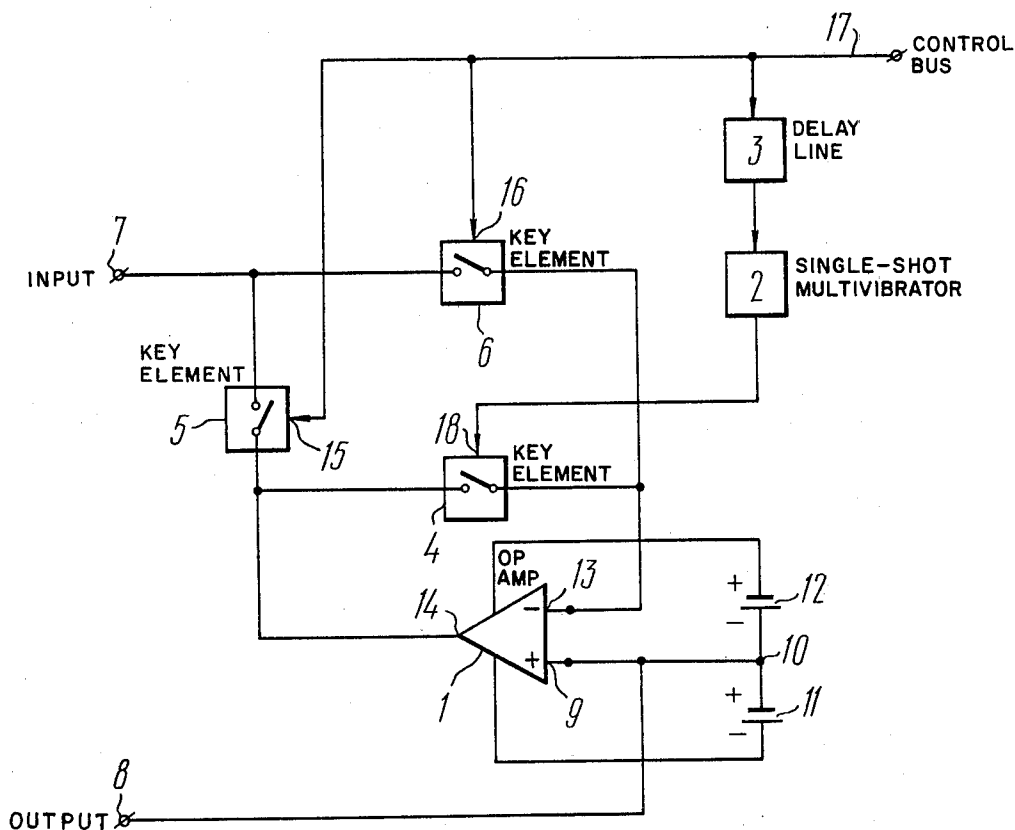 17
CONTROL
BUS
3
DELAY
LINE
16
7
KEY
ELEMENT
INPUT
2
SINGLE-SHOT
MULTIVIBRATOR
6
KEY
ELEMENT
5
15
18
KEY
ELEMENT
4
OP
AMP
13
+
12
14
−
−
+
10
1
9
+
11
−
8
OUTPUT